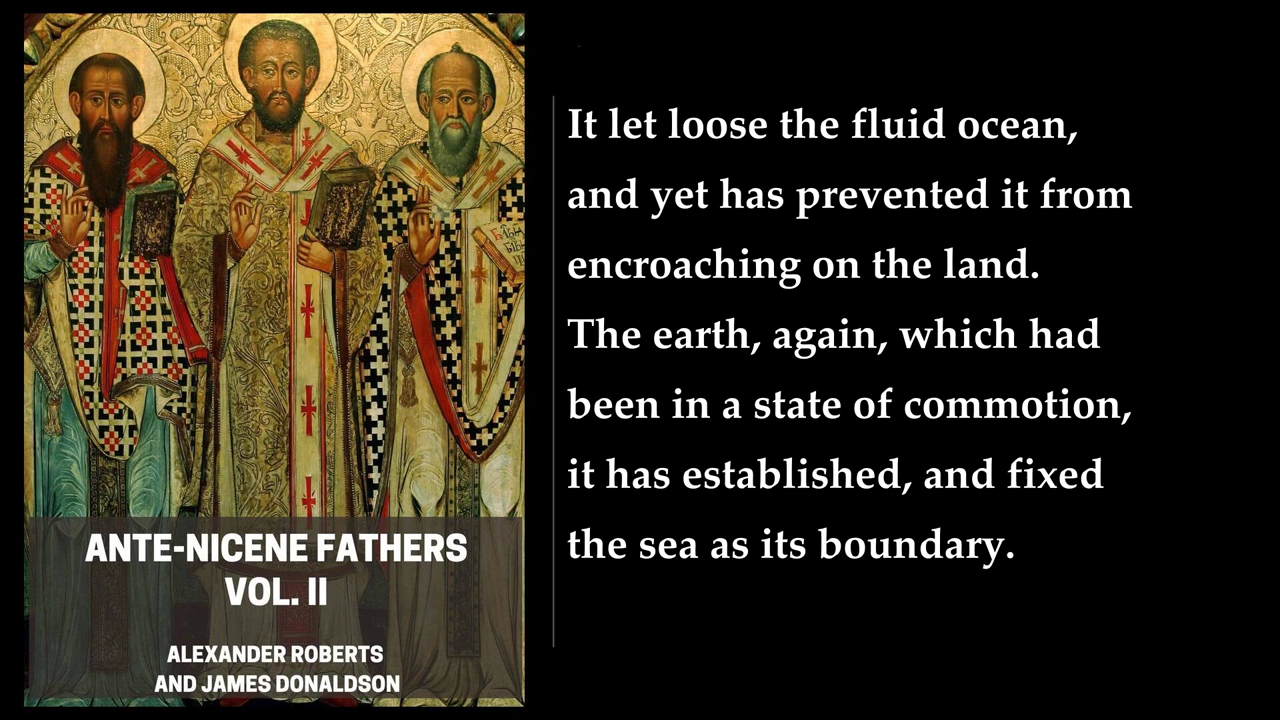 ANTE-NICENE FATHERS
VOL. II
ALEXANDER ROBERTS
AND JAMES DONALDSON
It let loose the fluid ocean,
and yet has prevented it from
encroaching on the land.
The earth, again, which had
been in a state of commotion,
it has established, and fixed
the sea as its boundary.